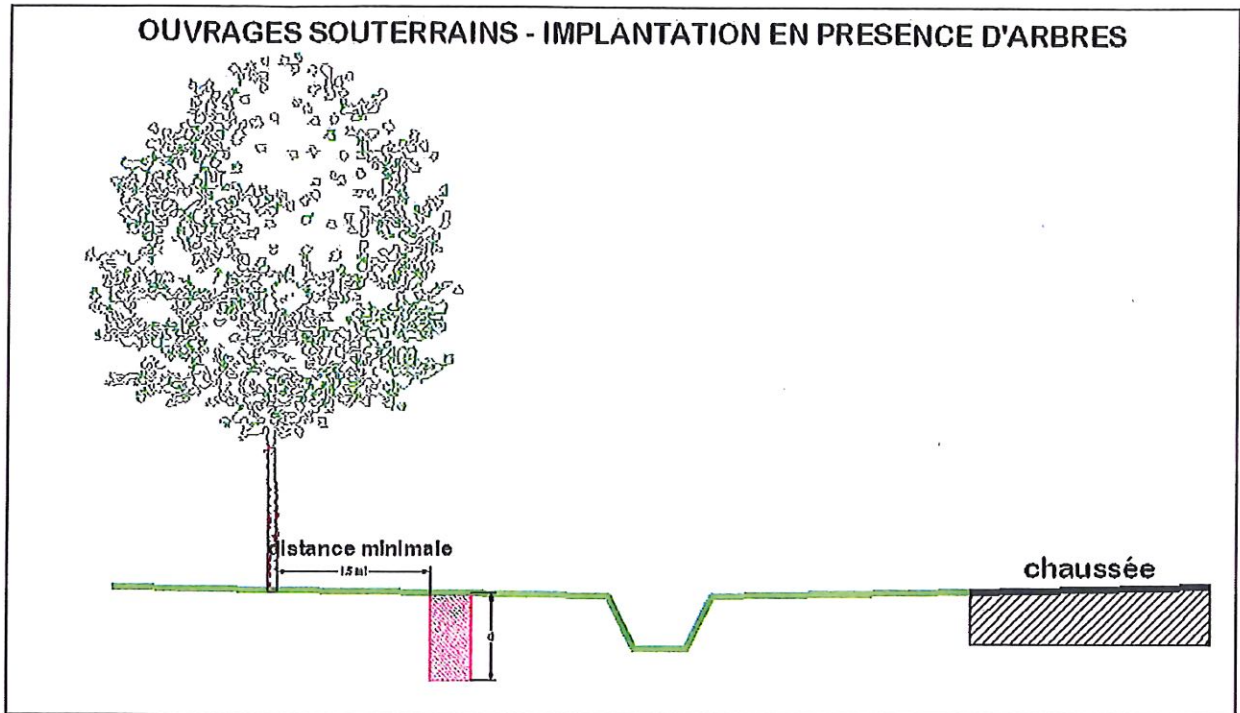 OUVRAGES SOUTERRAINS - IMPLANTATION EN PRESENCE D'ARBRES
distance minimale
chaussée